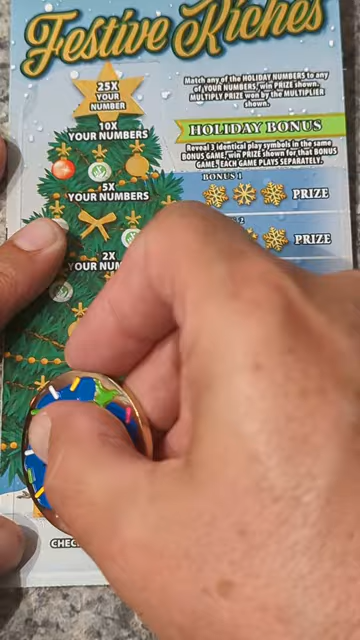 Festive Riches
25X
YOUR
NUMBER
10X
YOUR NUMBERS
5X
YOUR NUMBERS
2X
Match any of the HOLIDAY NUMBERS to any
of YOUR NUMBERS, win PRIZE shown.
MULTIPLY PRIZE won by the MULTIPLIER
shown.
HOLIDAY BONUS
Reveal 3 identical play symbols in the same
BONUS GAME, win PRIZE shown for that BONUS
GAME. EACH GAME PLAYS SEPARATELY.
BONUS 1
PRIZE
PRIZE